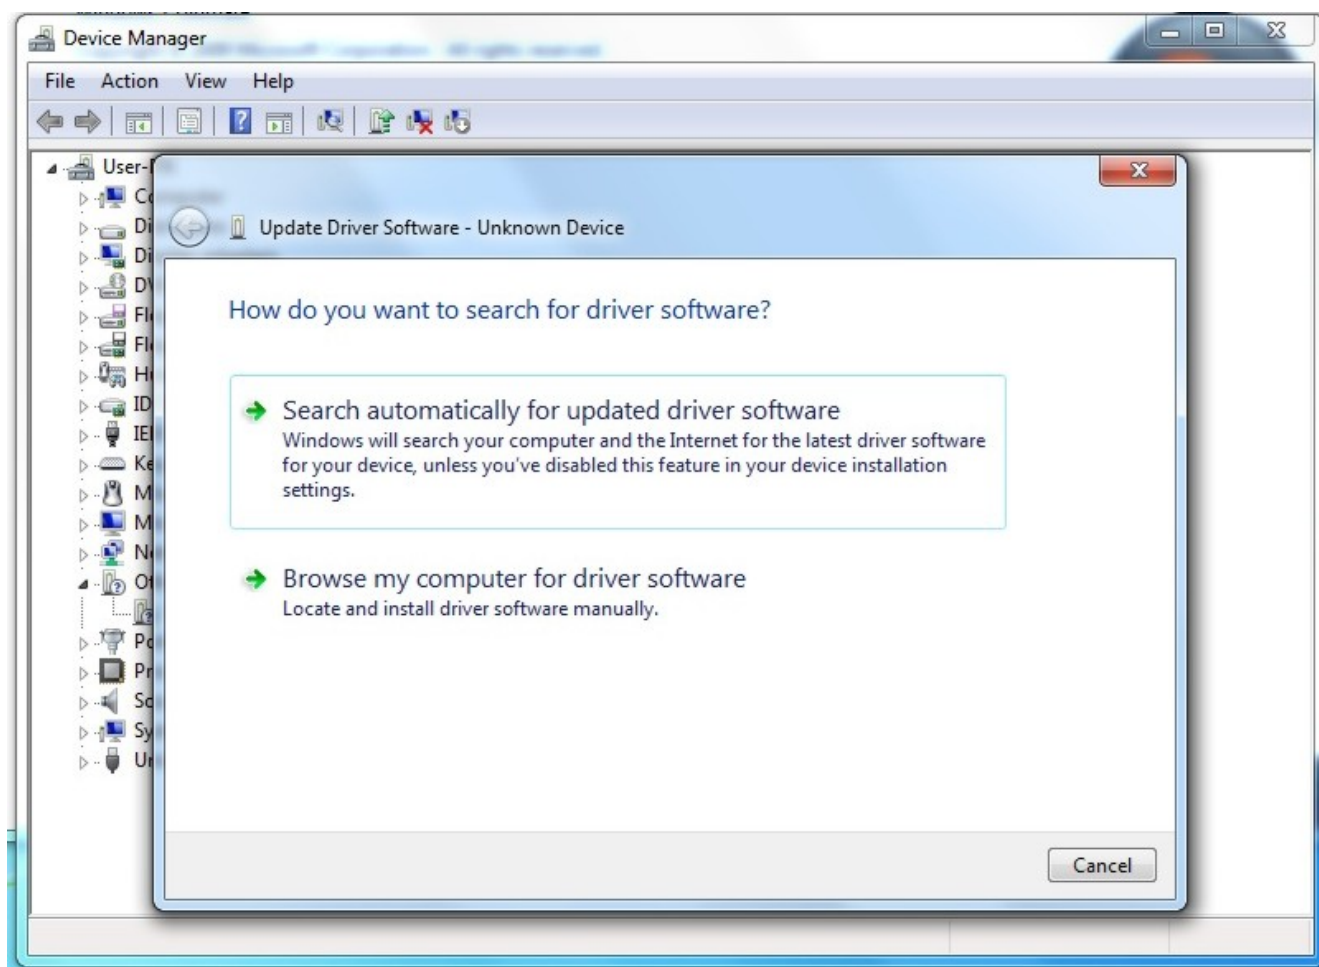 Device Manager
File Action View Help
Update Driver Software - Unknown Device
How do you want to search for driver software?
Search automatically for updated driver software
Windows will search your computer and the Internet for the latest driver software
for your device, unless you've disabled this feature in your device installation
settings.
Browse my computer for driver software
Locate and install driver software manually.
Cancel